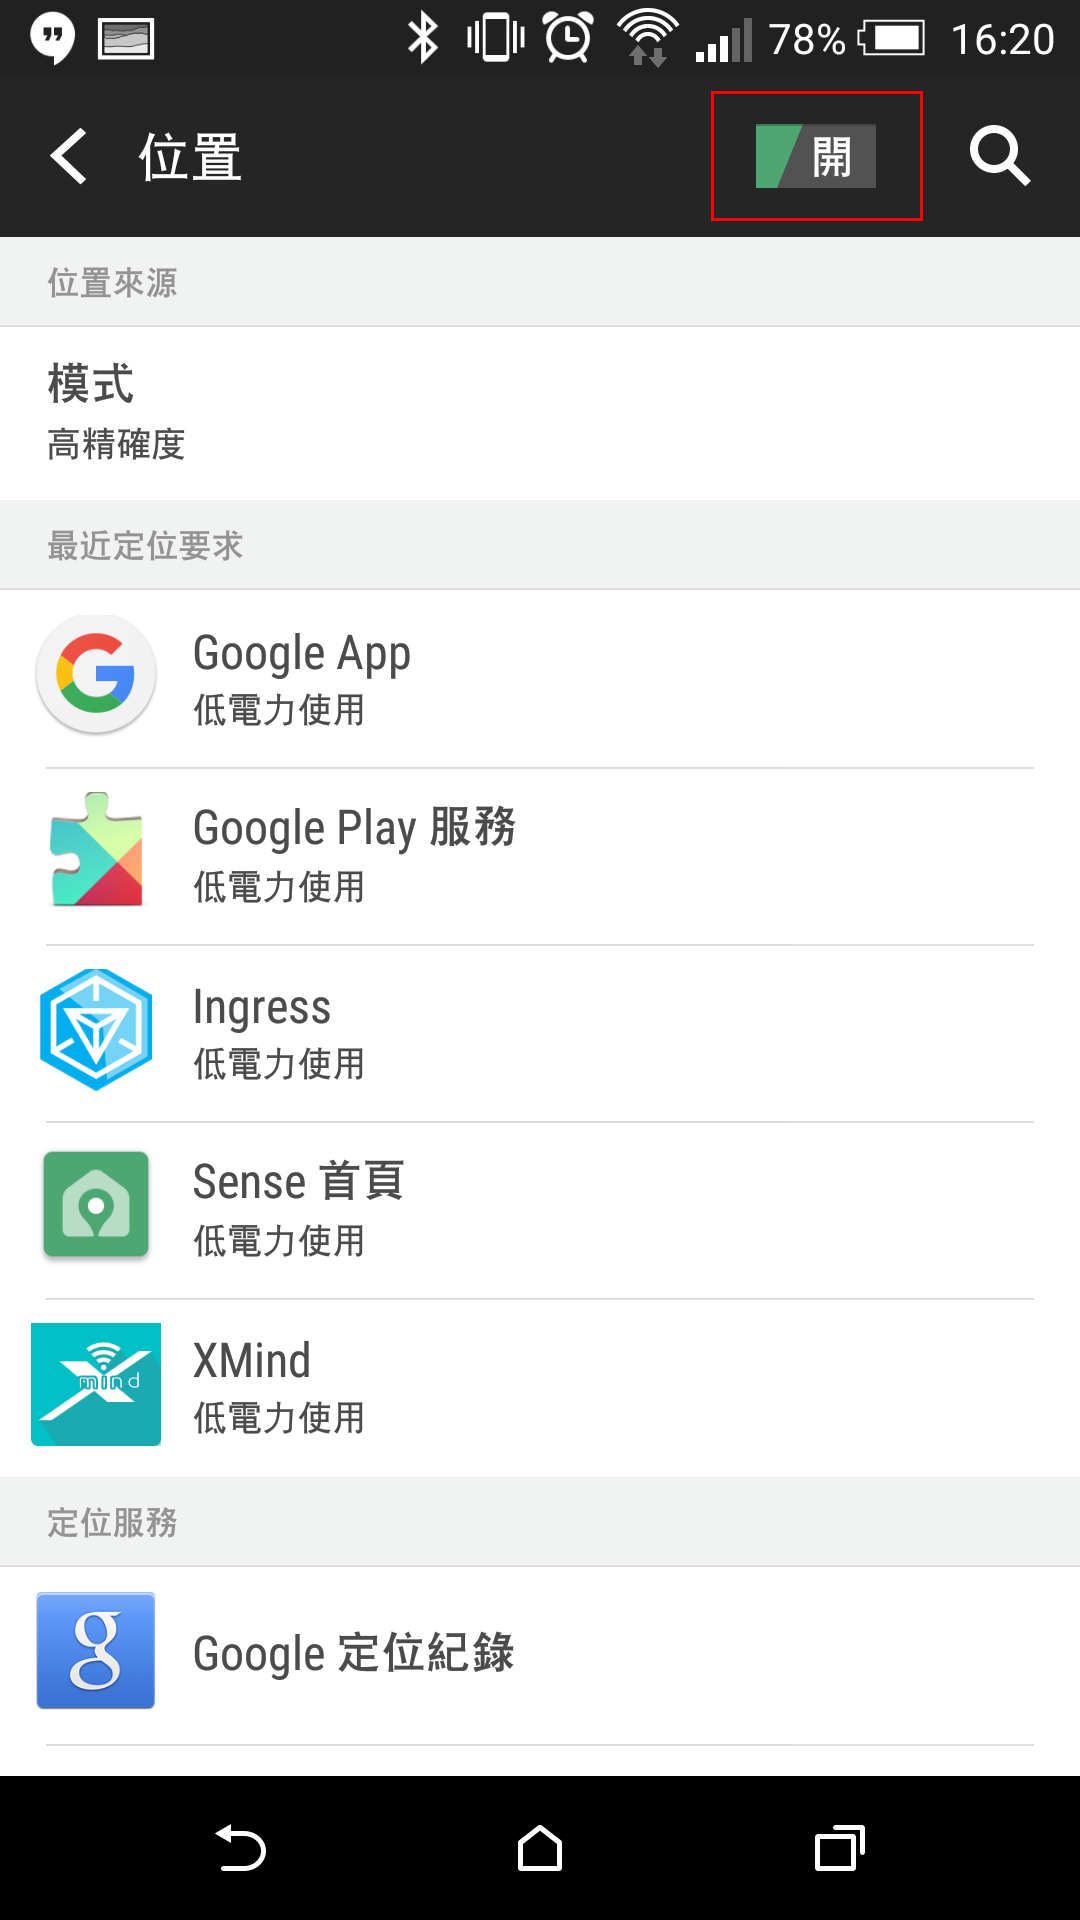 78% 16:20
位置 開
位置來源
模式
高精確度
最近定位要求
Google App
低電力使用
Google Play 服務
低電力使用
Ingress
低電力使用
Sense 首頁
低電力使用
mind
XMind
低電力使用
定位服務
Google 定位紀錄